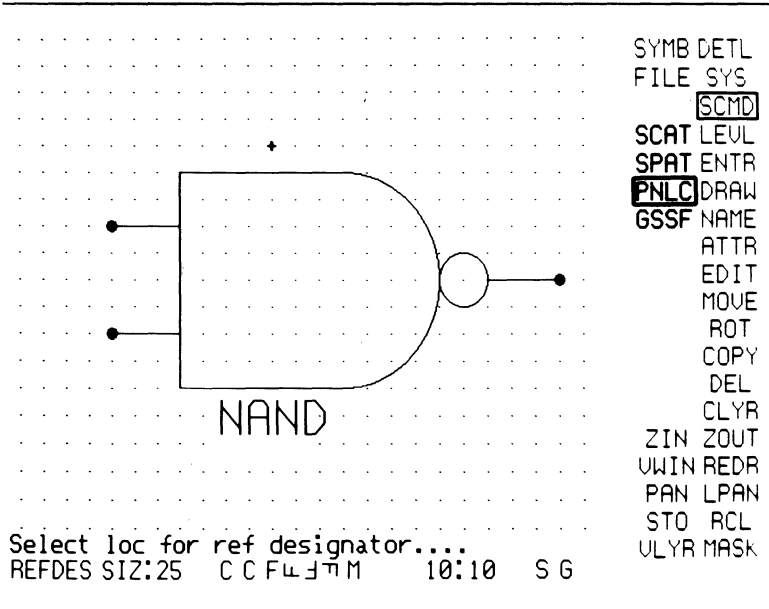 SYMB DETL
FILE SYS
SCMD
SCAT LEVL
SPAT ENTR
PNLC DRAW
GSSF NAME
ATTR
EDIT
MOVE
ROT
COPY
DEL
CLYR
ZIN ZOUT
VWIN REDR
PAN LPAN
STO RCL
VLYR MASK
NAND
Select loc for ref designator....
REFDES SIZ:25 C C F M 10:10 S G